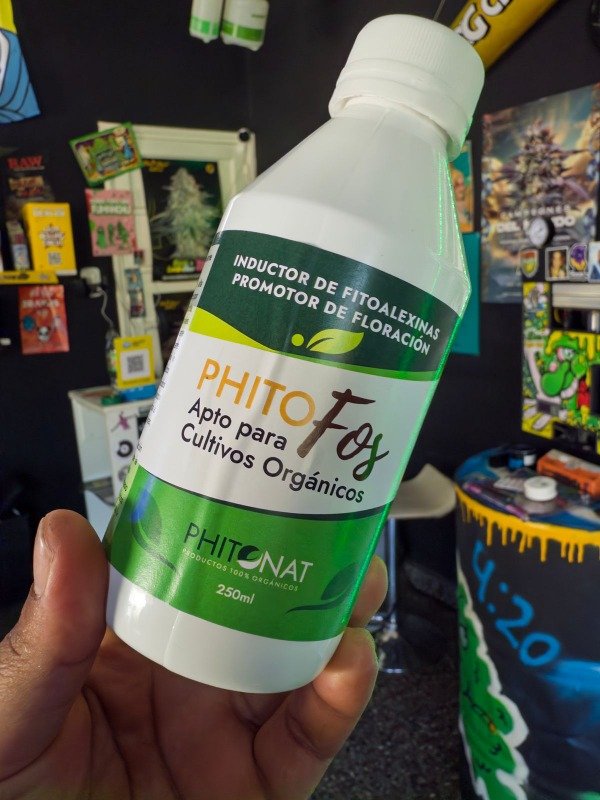 RAW
INDUCTOR DE FITOALEXINAS
PROMOTOR DE FLORACIÓN
PHITOFos
Apto para
Cultivos Orgánicos
PHITONAT
PRODUCTOS 100% ORGÁNICOS
250ml
4:20